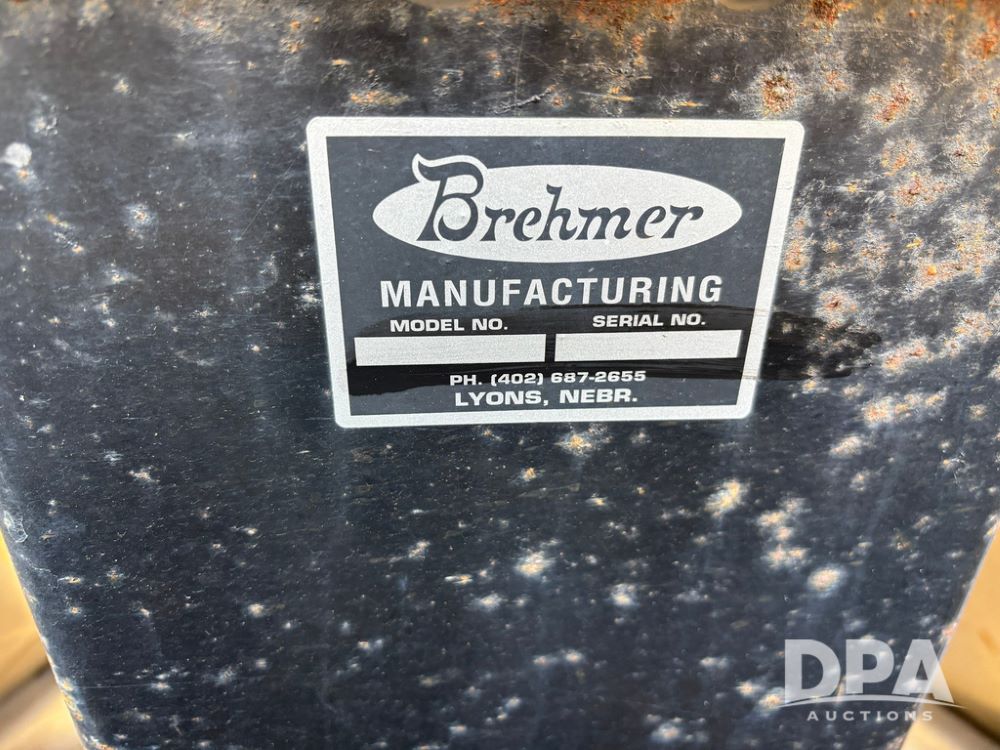 Brehmer
MANUFACTURING
MODEL NO. SERIAL NO.
PH. (402) 687-2655
LYONS, NEBR.
DPA
AUCTIONS